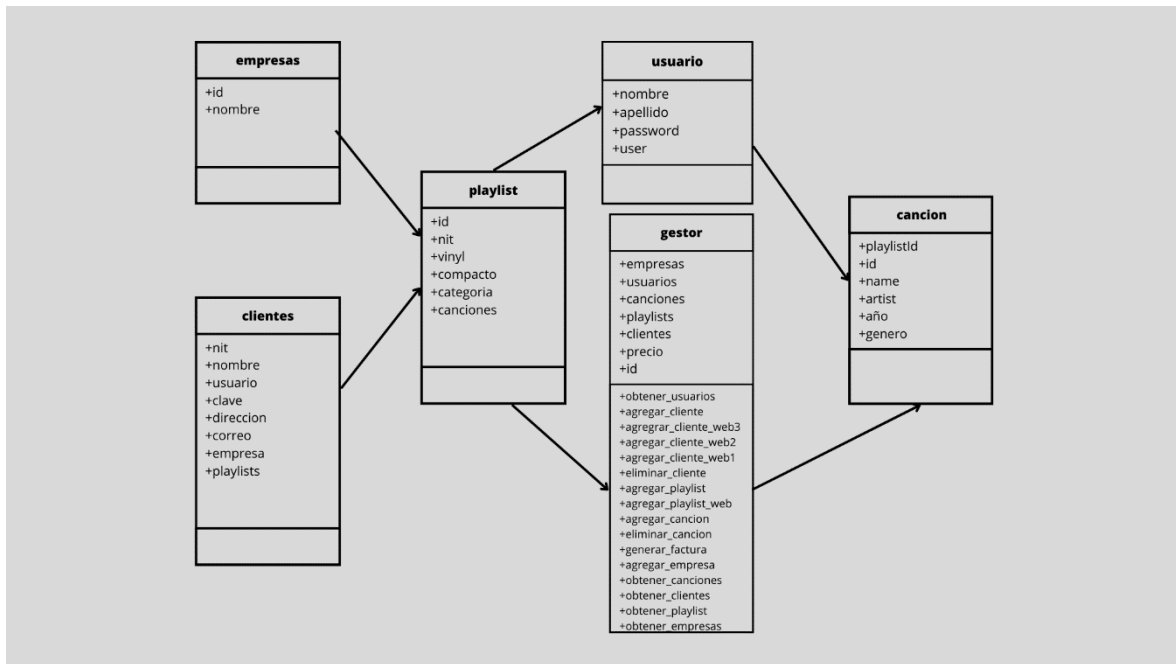 empresas
+id
+nombre
clientes
+nit
+nombre
+usuario
+clave
+direccion
+correo
+empresa
+playlists
playlist
+id
+nit
+vinyl
+compacto
+categoria
+canciones
usuario
+nombre
+apellido
+password
+user
gestor
+empresas
+usuarios
+canciones
+playlists
+clientes
+precio
+id
+obtener_usuarios
+agregar_cliente
+agregrar_cliente_web3
+agregar_cliente_web2
+agregar_cliente_web1
+eliminar_cliente
+agregar_playlist
+agregar_playlist_web
+agregar_cancion
+eliminar_cancion
+generar_factura
+agregar_empresa
+obtener_canciones
+obtener_clientes
+obtener_playlist
+obtener_empresas
cancion
+playlistId
+id
+name
+artist
+año
+genero